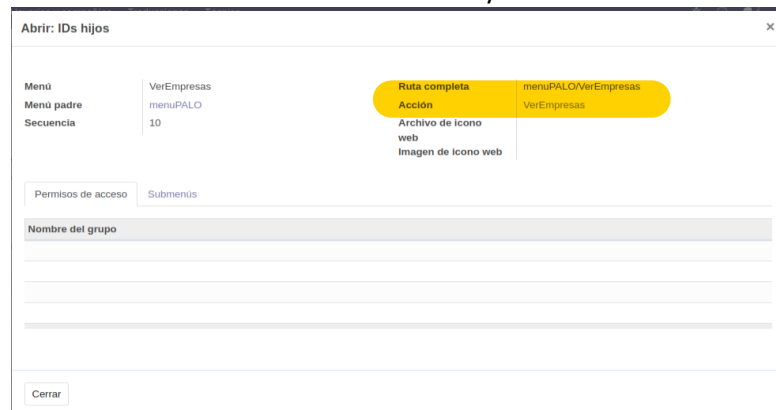 Abrir: IDs hijos ×
Menú VerEmpresas Ruta completa menuPALO/VerEmpresas
Menú padre menuPALO Acción VerEmpresas
Secuencia 10 Archivo de icono
web
Imagen de icono web
Permisos de acceso Submenús
Nombre del grupo
Cerrar